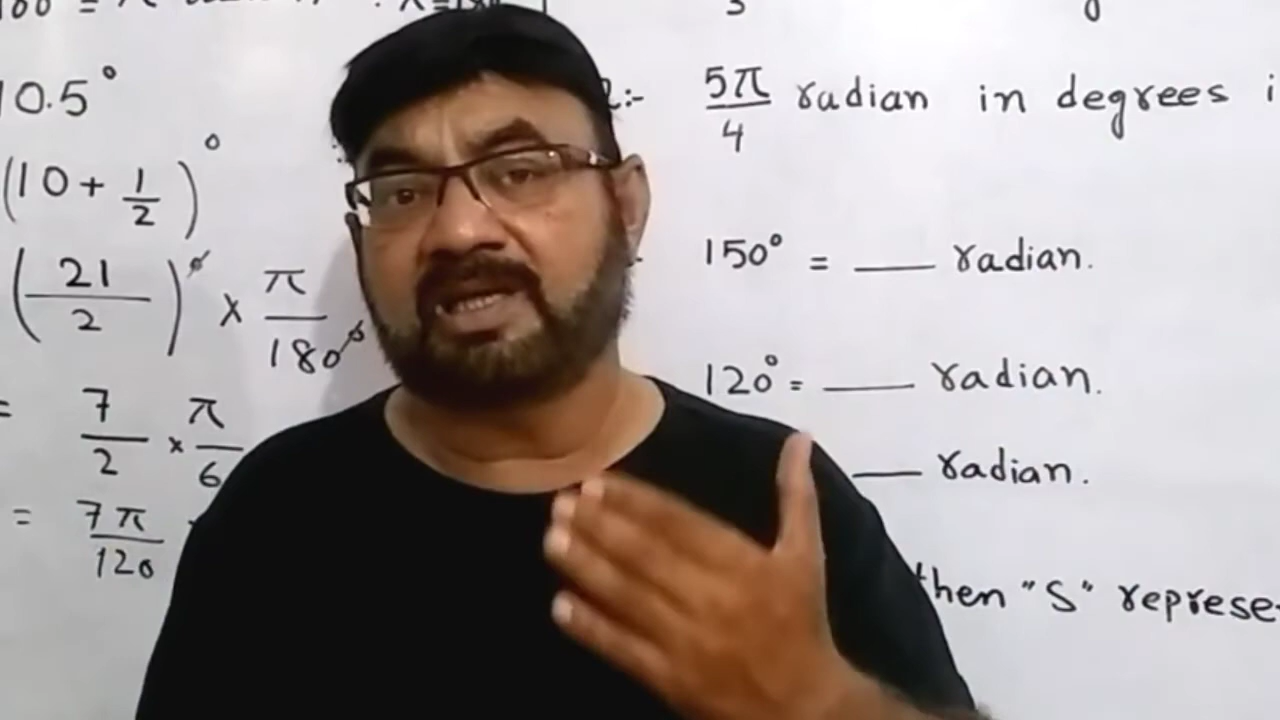 10.5°
(10 + 1/2)°
(21/2)° × π/180°
= 7/2 × π/6
= 7π/120
5π/4 radian in degrees i
150° = ___ radian.
120° = ___ radian.
___ radian.
then "S" represe